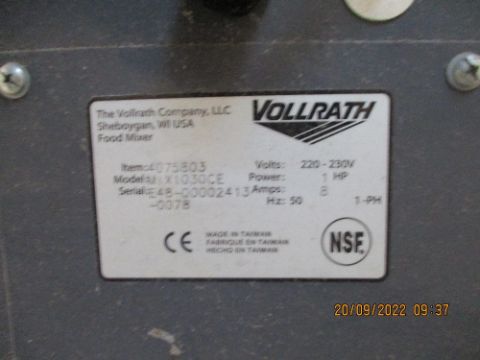 The Vollrath Company, LLC
Sheboygan, WI USA
Food Mixer
VOLLRATH
Item: 4075803 Volts: 220 - 230V
Model: MIX1030CE Power: 1 HP
Serial: E48-00002413 Amps: 8
-0078 Hz: 50 1 -PH
CE
MADE IN TAIWAN
FABRIQUE EN TAIWAN
HECHO EN TAIWAN
NSF.
20/09/2022 09:37